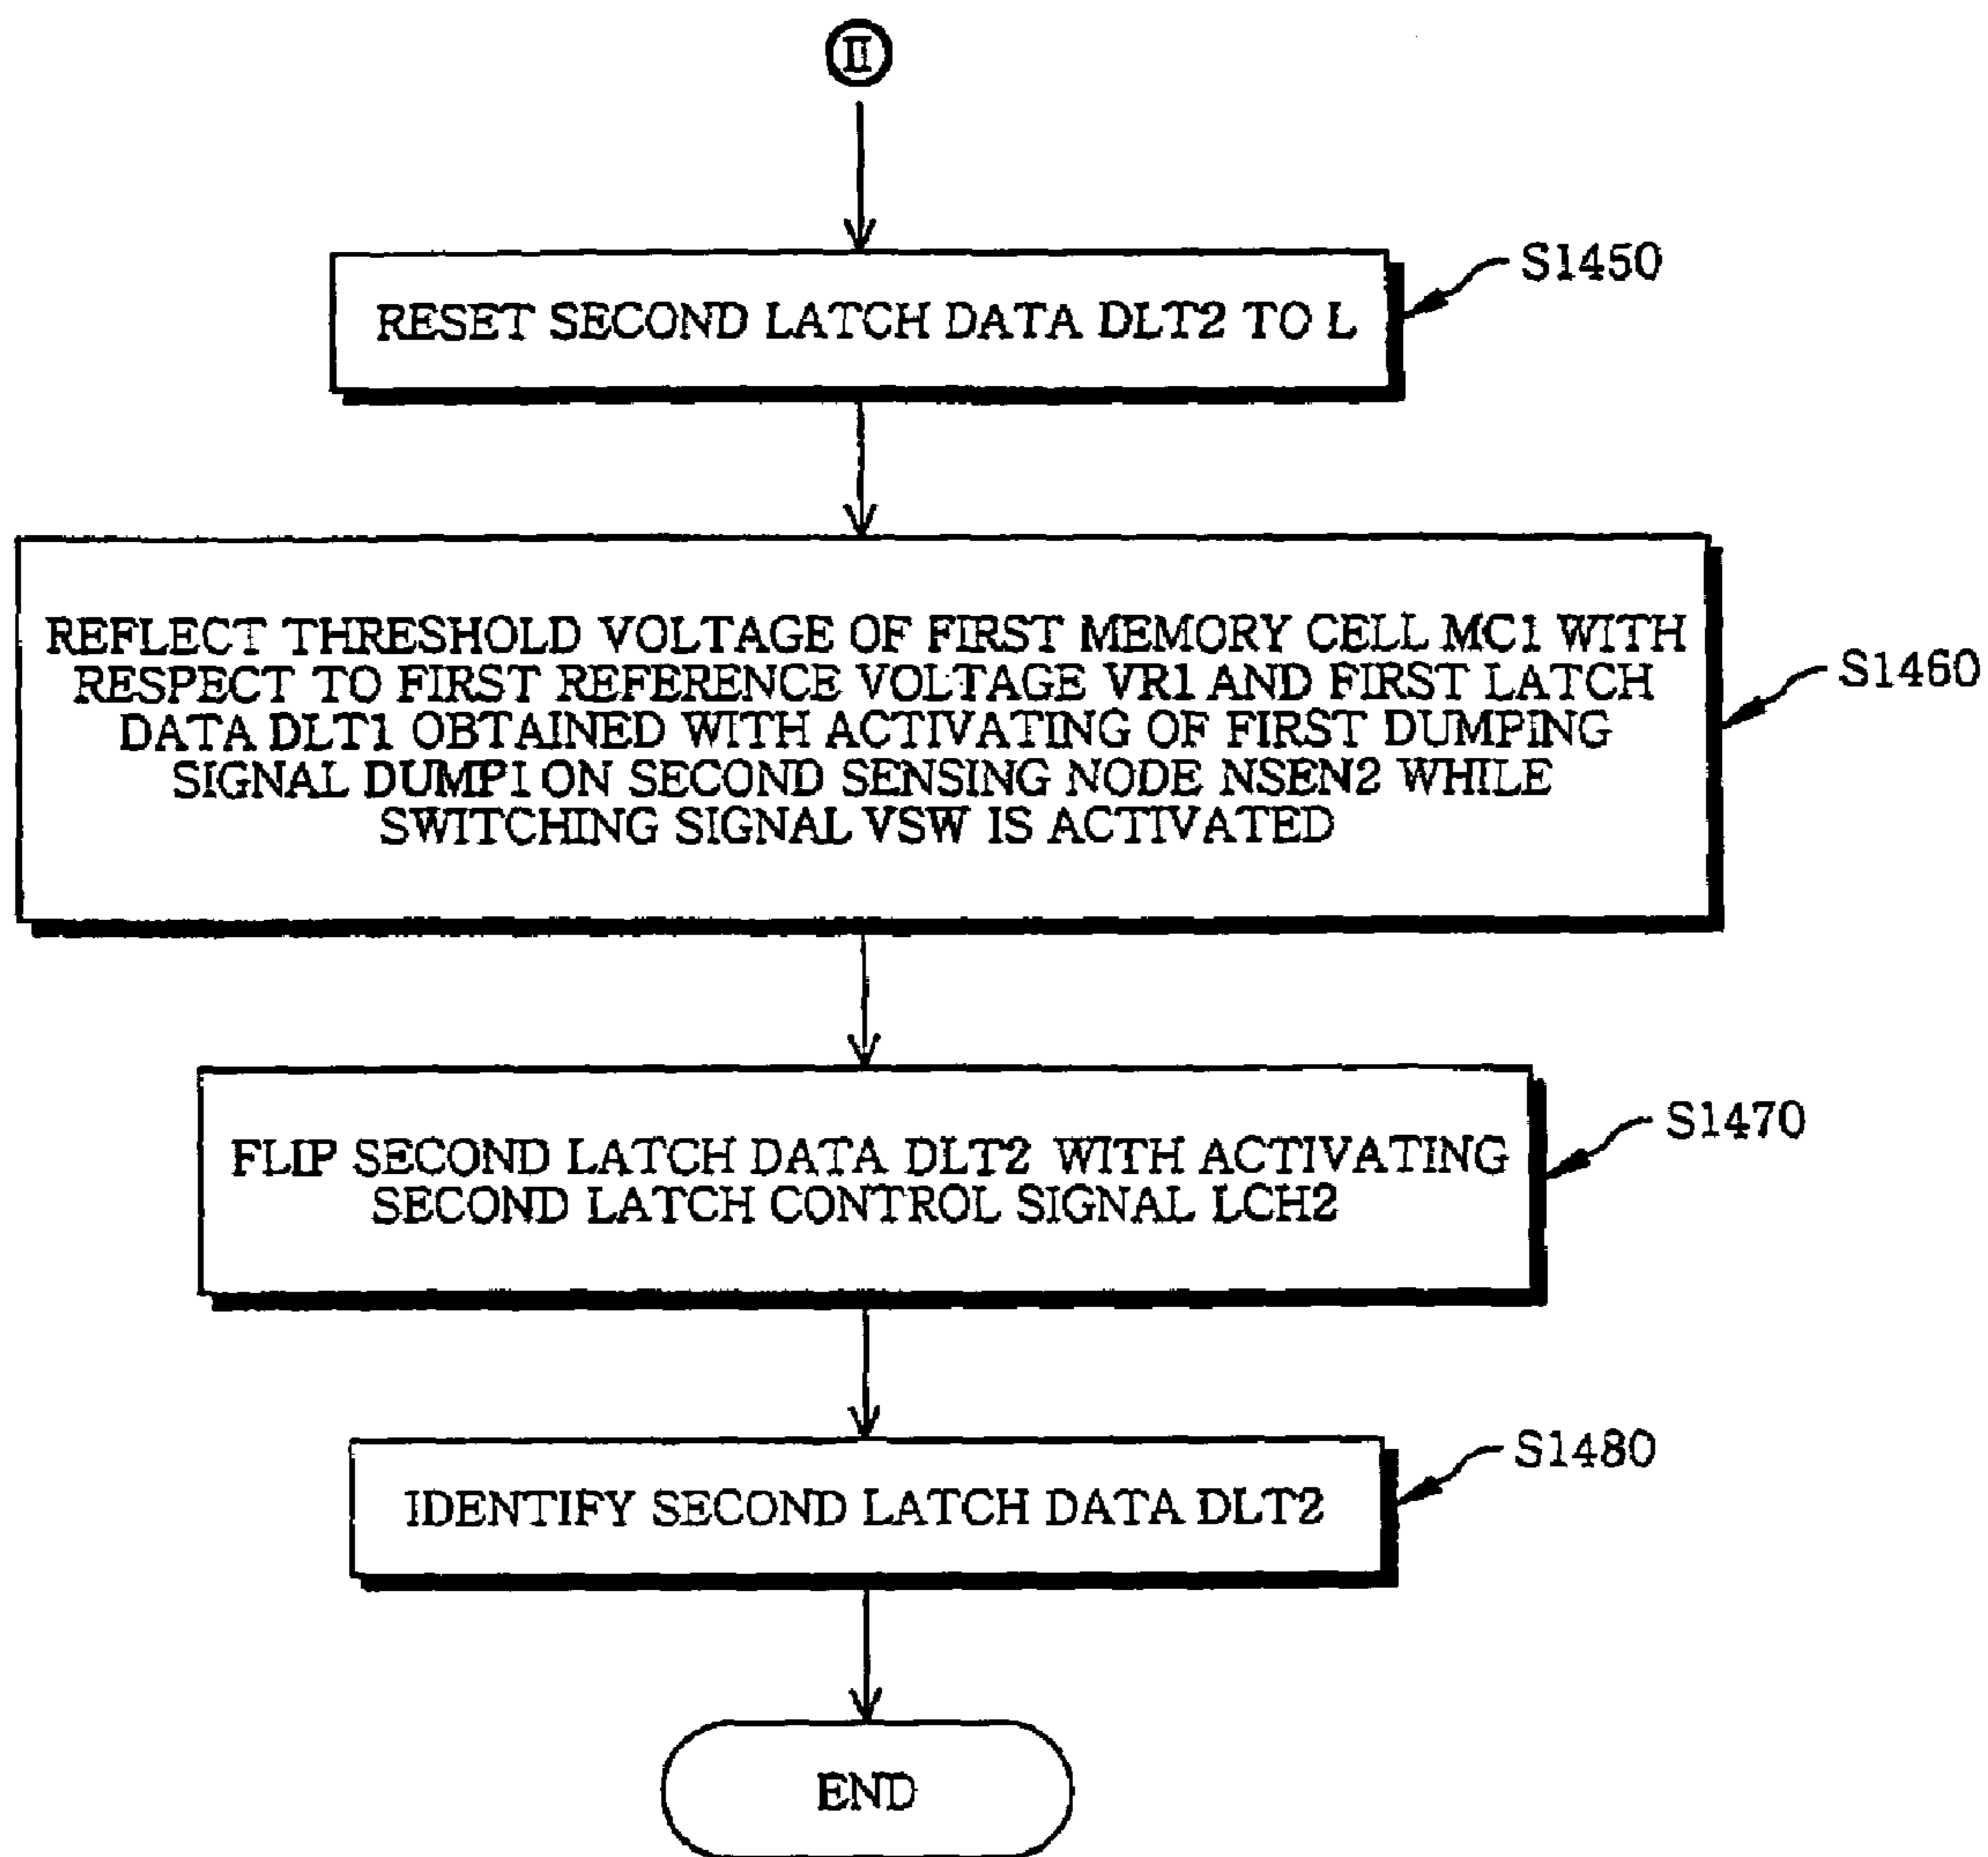 II
S1450
RESET SECOND LATCH DATA DLT2 TO L
REFLECT THRESHOLD VOLTAGE OF FIRST MEMORY CELL MC1 WITH
RESPECT TO FIRST REFERENCE VOLTAGE VR1 AND FIRST LATCH
DATA DLT1 OBTAINED WITH ACTIVATING OF FIRST DUMPING
SIGNAL DUMP1 ON SECOND SENSING NODE NSEN2 WHILE
SWITCHING SIGNAL VSW IS ACTIVATED
S1460
S1470
FLIP SECOND LATCH DATA DLT2 WITH ACTIVATING
SECOND LATCH CONTROL SIGNAL LCH2
S1480
IDENTIFY SECOND LATCH DATA DLT2
END